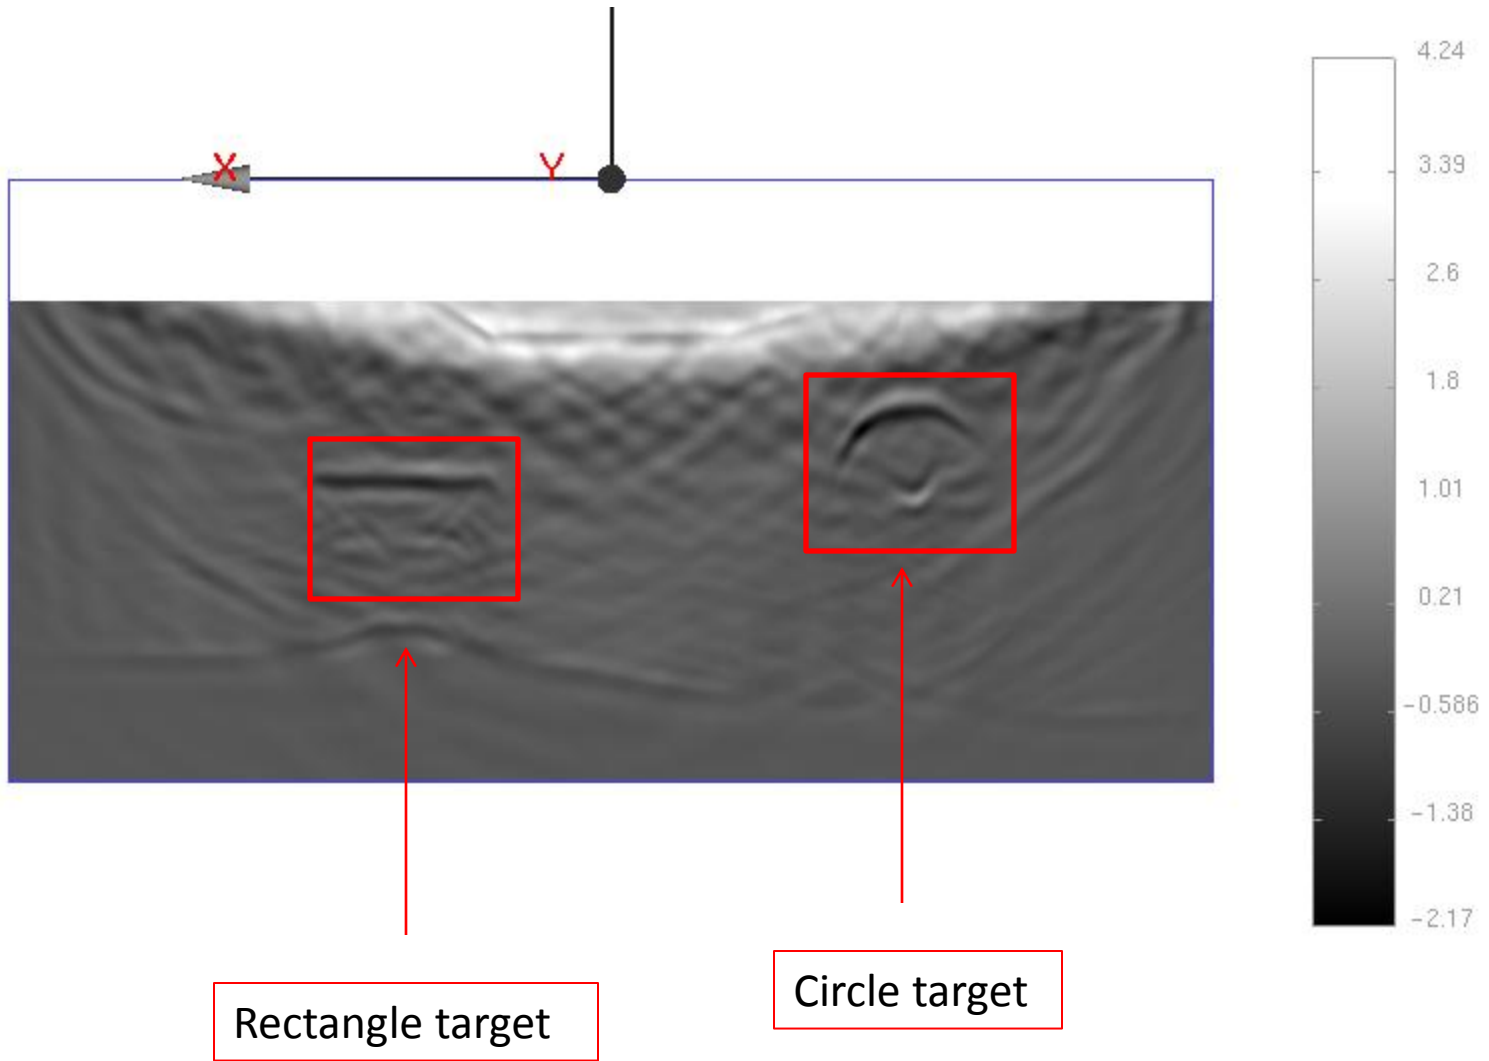 4.24
X
Y
3.39
2.6
1.8
1.01
0.21
-0.586
-1.38
-2.17
Circle target
Rectangle target